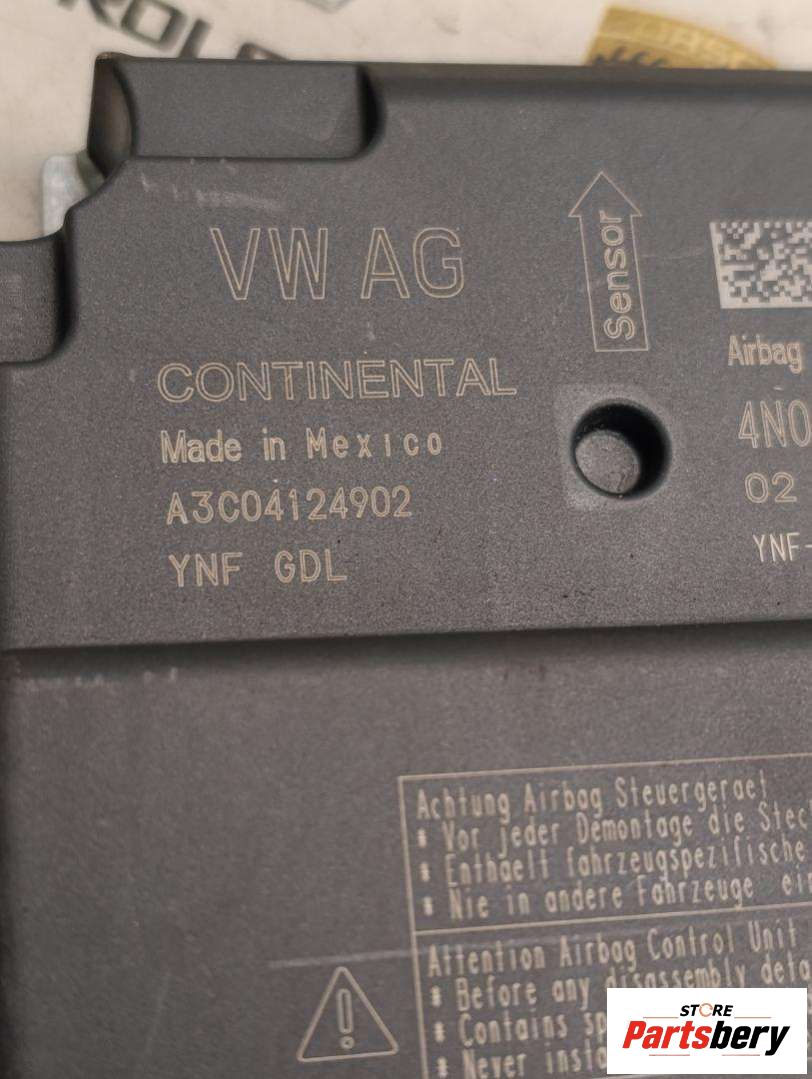 VW AG
Sensor
CONTINENTAL
Made in Mexico
A3C04124902
YNF GDL
Airbag
4N0
02
YNF-
Achtung Airbag Steuergeraet
* Vor jeder Demontage die Stec
* Enthaelt fahrzeugspezifische
* Nie in andere Fahrzeuge ein
Attention Airbag Control Unit
* Before any disassembly deta
* Contains sp
* Never insta
STORE
Partsbery